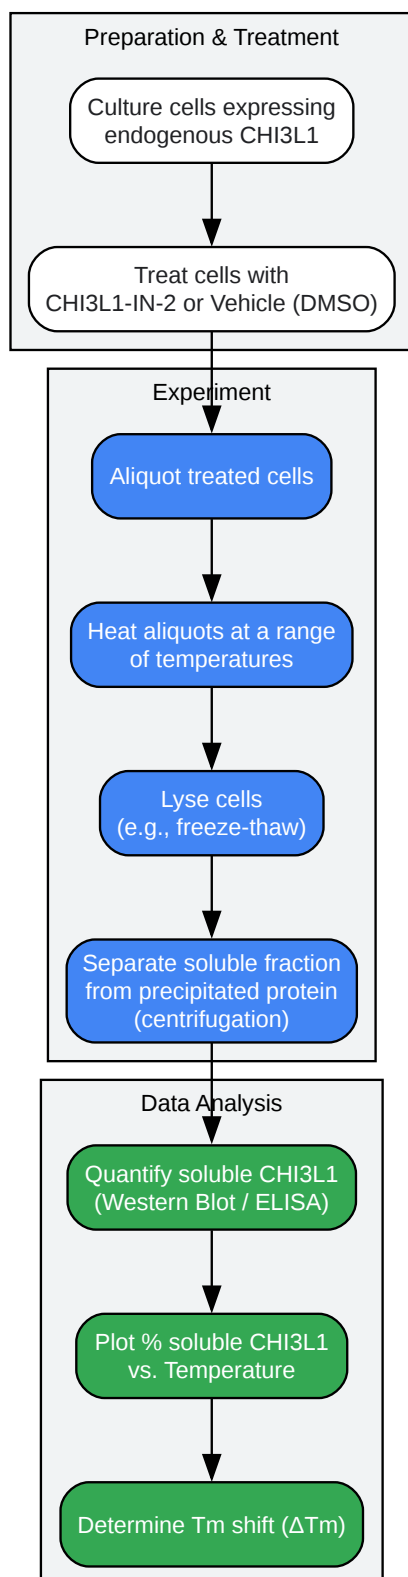 Preparation & Treatment
Culture cells expressing
endogenous CHI3L1
Treat cells with
CHI3L1-IN-2 or Vehicle (DMSO)
Experiment
Aliquot treated cells
Heat aliquots at a range
of temperatures
Lyse cells
(e.g., freeze-thaw)
Separate soluble fraction
from precipitated protein
(centrifugation)
Data Analysis
Quantify soluble CHI3L1
(Western Blot / ELISA)
Plot % soluble CHI3L1
vs. Temperature
Determine Tm shift (ΔTm)